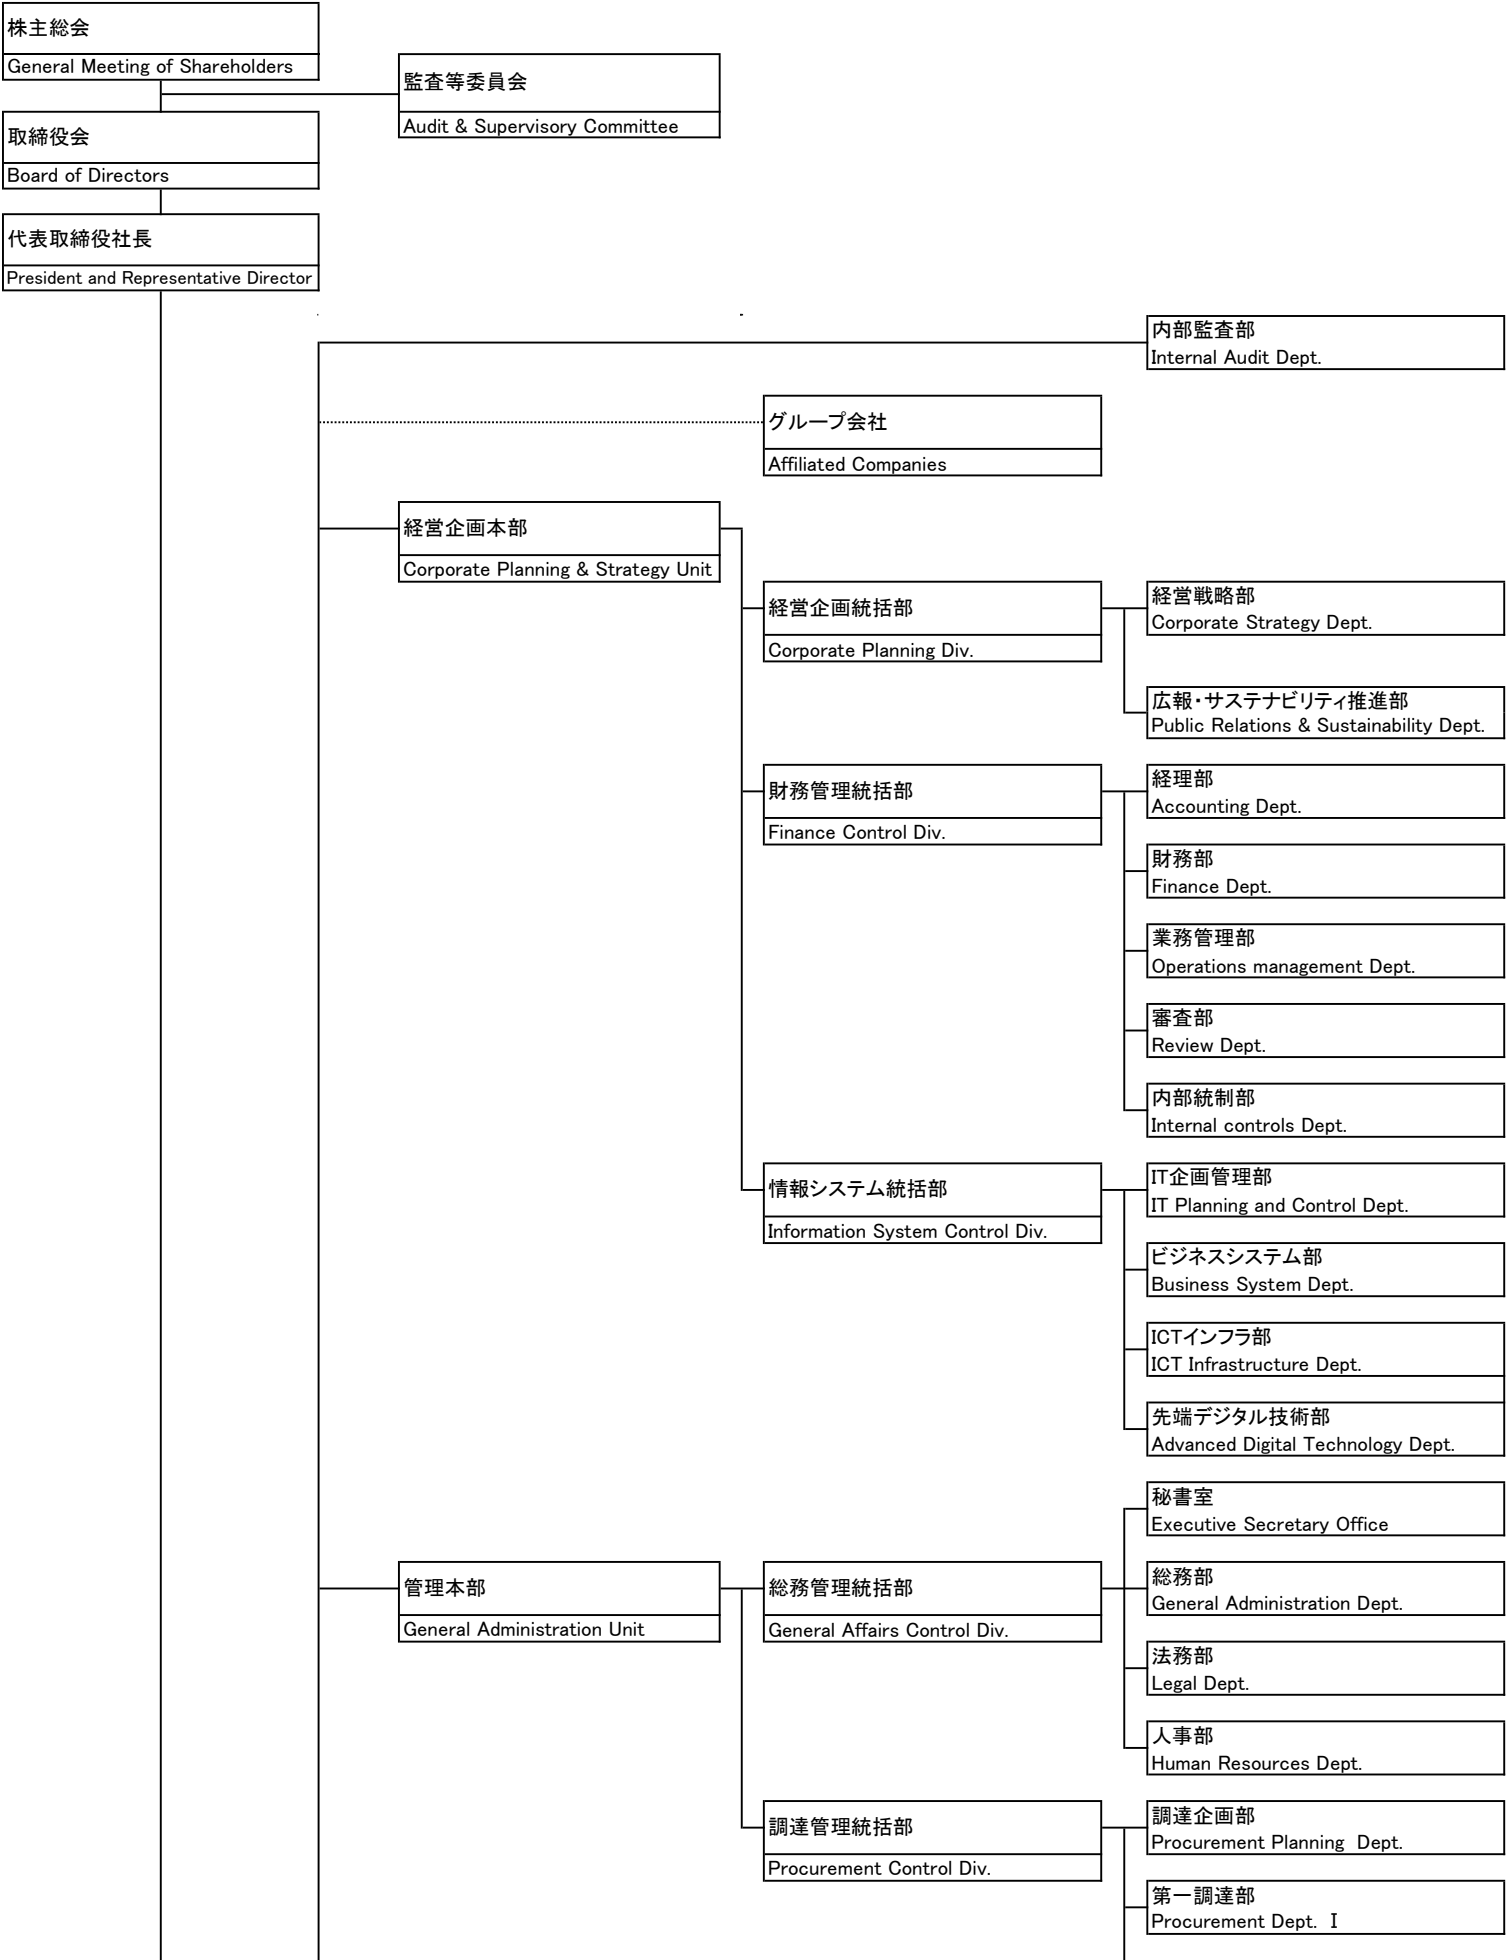 株主総会
General Meeting of Shareholders
監査等委員会
Audit & Supervisory Committee
取締役会
Board of Directors
代表取締役社長
President and Representative Director
内部監査部
Internal Audit Dept.
グループ会社
Affiliated Companies
経営企画本部
Corporate Planning & Strategy Unit
経営企画統括部
Corporate Planning Div.
経営戦略部
Corporate Strategy Dept.
広報・サステナビリティ推進部
Public Relations & Sustainability Dept.
財務管理統括部
Finance Control Div.
経理部
Accounting Dept.
財務部
Finance Dept.
業務管理部
Operations management Dept.
審査部
Review Dept.
内部統制部
Internal controls Dept.
情報システム統括部
Information System Control Div.
IT企画管理部
IT Planning and Control Dept.
ビジネスシステム部
Business System Dept.
ICTインフラ部
ICT Infrastructure Dept.
先端デジタル技術部
Advanced Digital Technology Dept.
秘書室
Executive Secretary Office
管理本部
General Administration Unit
総務管理統括部
General Affairs Control Div.
総務部
General Administration Dept.
法務部
Legal Dept.
人事部
Human Resources Dept.
調達管理統括部
Procurement Control Div.
調達企画部
Procurement Planning Dept.
第一調達部
Procurement Dept. Ⅰ